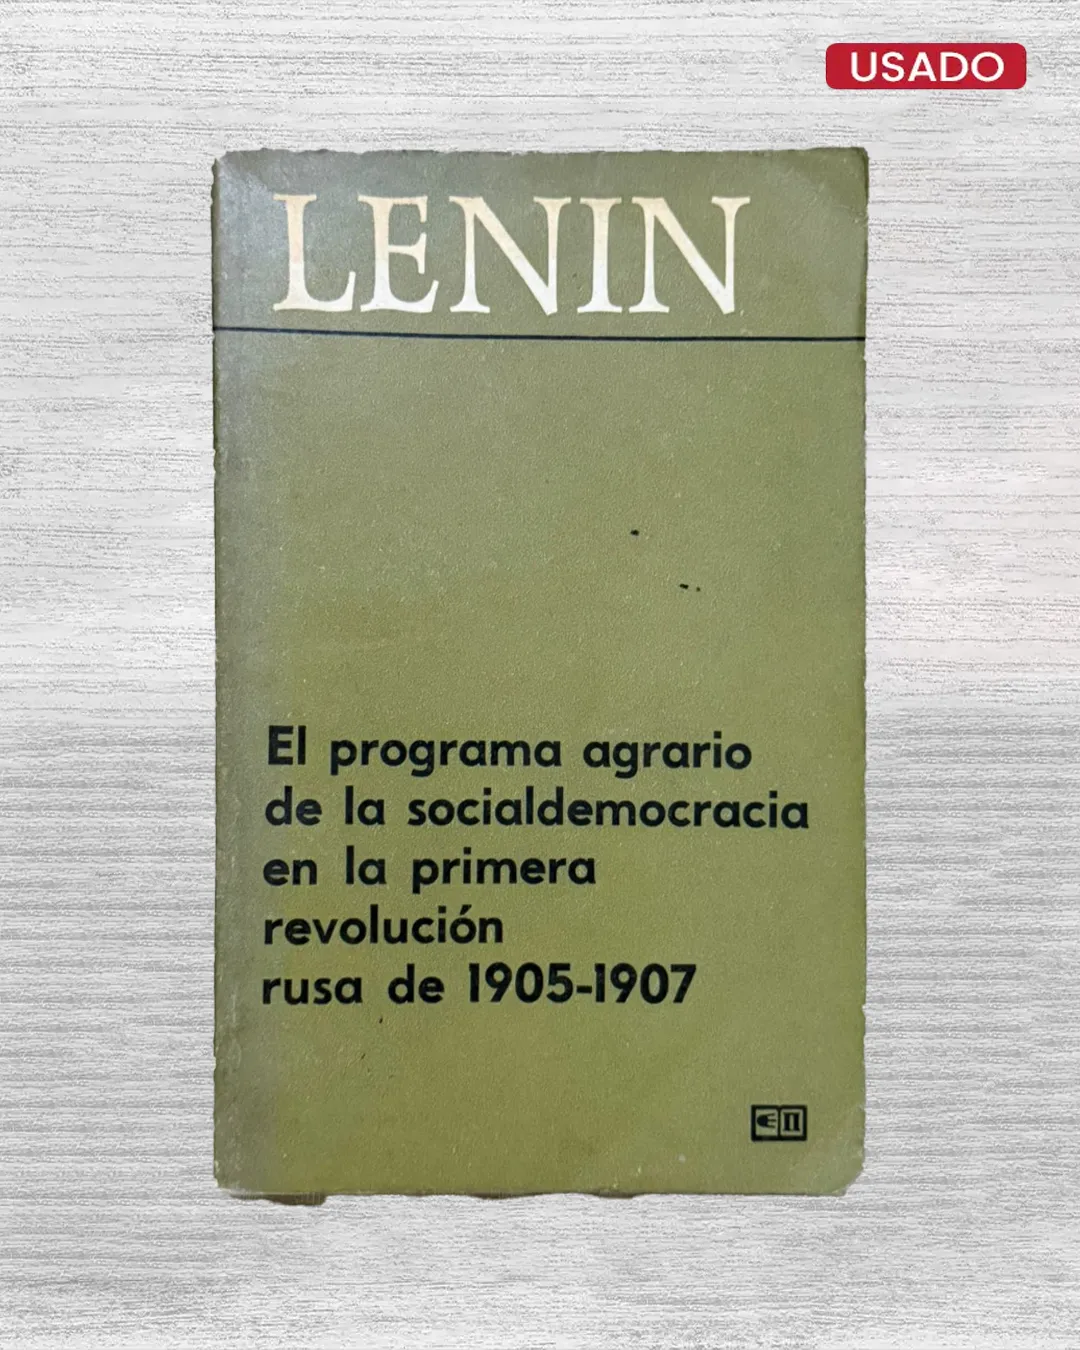 USADO
LENIN
El programa agrario
de la socialdemocracia
en la primera
revolución
rusa de 1905-1907